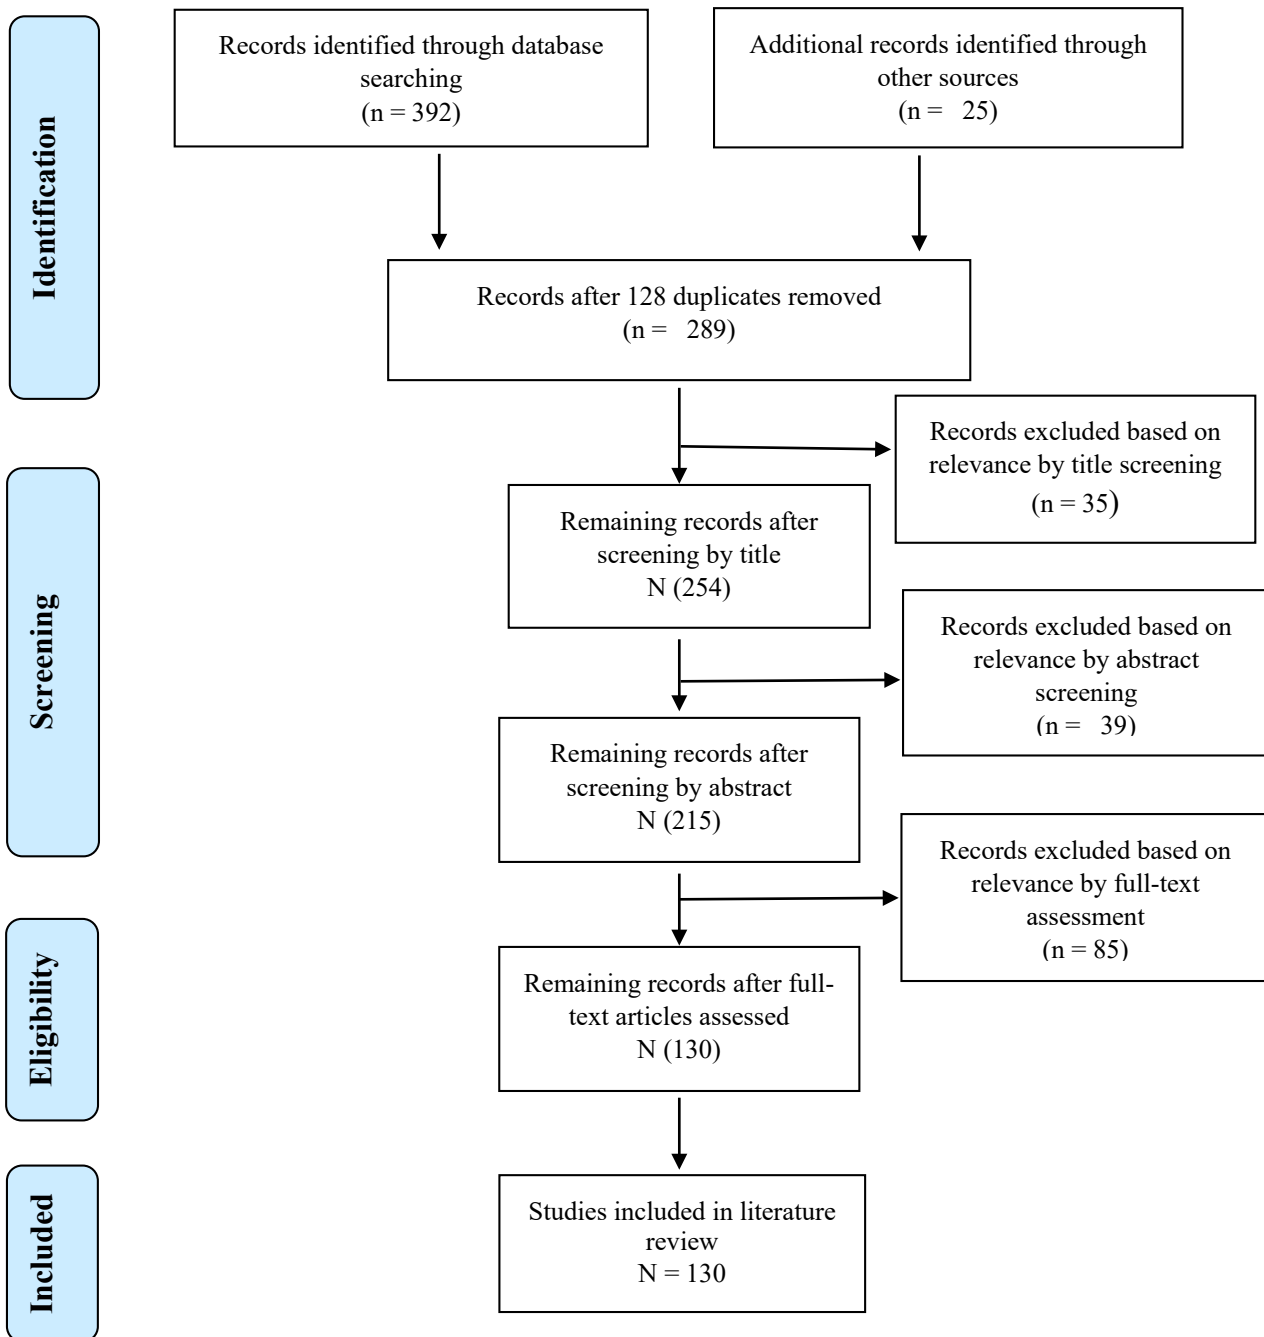 Identification
Records identified through database
searching
(n = 392)
Additional records identified through
other sources
(n =   25)
Records after 128 duplicates removed
(n =   289)
Records excluded based on
relevance by title screening
(n = 35)
Screening
Remaining records after
screening by title
N (254)
Records excluded based on
relevance by abstract
screening
(n =   39)
Remaining records after
screening by abstract
N (215)
Records excluded based on
relevance by full-text
assessment
(n = 85)
Eligibility
Remaining records after full-
text articles assessed
N (130)
Included
Studies included in literature
review
N = 130